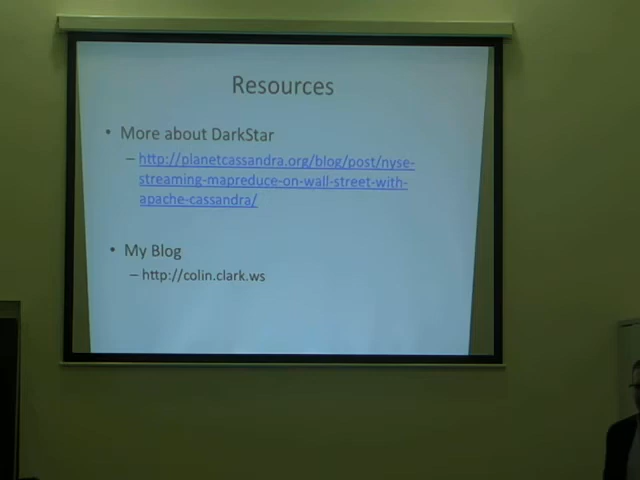 Resources
• More about DarkStar
– http://planetcassandra.org/blog/post/nyse-
streaming-mapreduce-on-wall-street-with-
apache-cassandra/
• My Blog
– http://colin.clark.ws